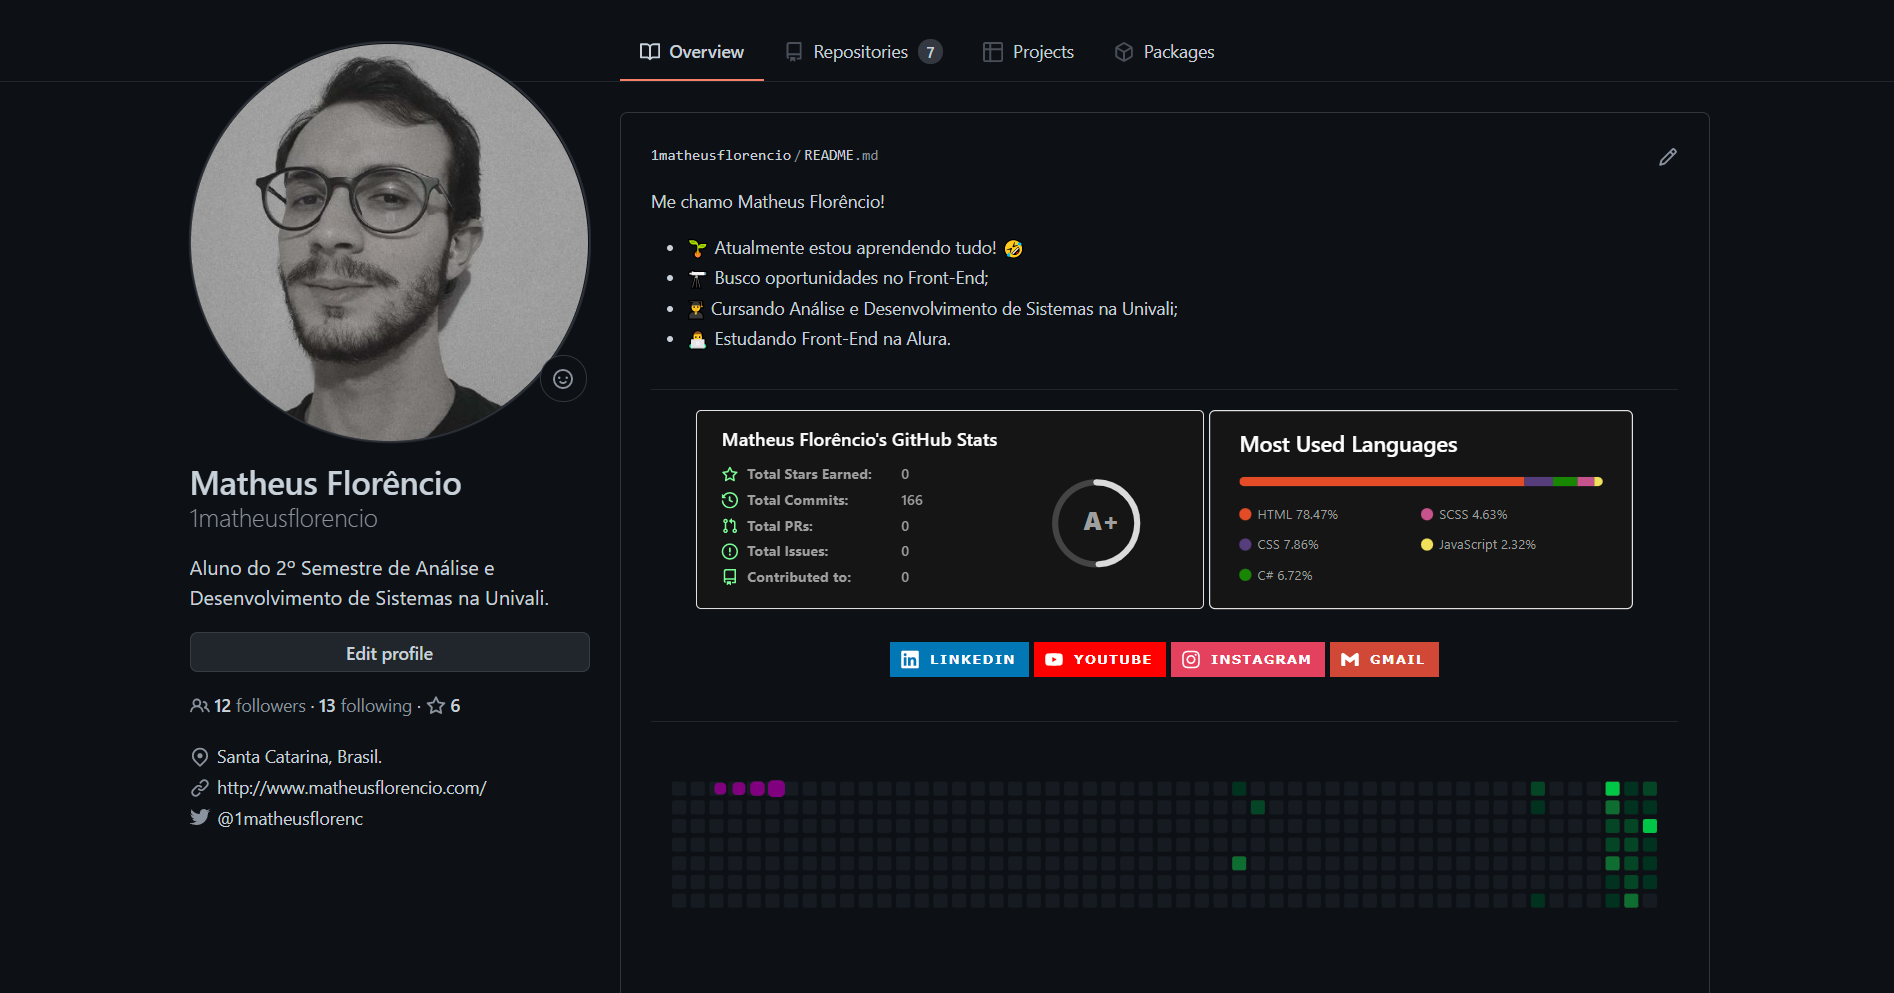 Overview Repositories 7 Projects Packages
1matheusflorencio/README.md
Me chamo Matheus Florêncio!
Atualmente estou aprendendo tudo! 🤣
Busco oportunidades no Front-End;
Cursando Análise e Desenvolvimento de Sistemas na Univali;
Estudando Front-End na Alura.
Matheus Florêncio's GitHub Stats
Total Stars Earned: 0
Total Commits: 166
Total PRs: 0
Total Issues: 0
Contributed to: 0
A+
Most Used Languages
HTML 78.47%
CSS 7.86%
C# 6.72%
SCSS 4.63%
JavaScript 2.32%
LINKEDIN YOUTUBE INSTAGRAM GMAIL
Matheus Florêncio
1matheusflorencio
Aluno do 2º Semestre de Análise e
Desenvolvimento de Sistemas na Univali.
Edit profile
12 followers · 13 following · 6
Santa Catarina, Brasil.
http://www.matheusflorencio.com/
@1matheusflorenc